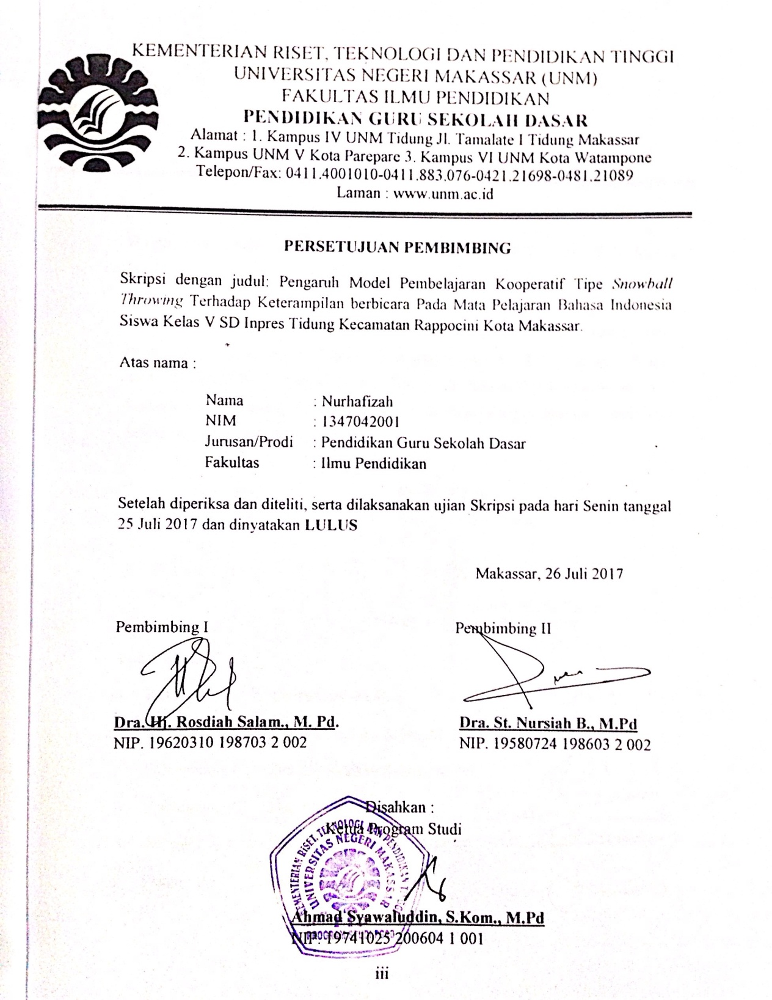 KEMENTERIAN RISET, TEKNOLOGI DAN PENDIDIKAN TINGGI
UNIVERSITAS NEGERI MAKASSAR (UNM)
FAKULTAS ILMU PENDIDIKAN
PENDIDIKAN GURU SEKOLAH DASAR
Alamat : 1. Kampus IV UNM Tidung Jl. Tamalate I Tidung Makassar
2. Kampus UNM V Kota Parepare 3. Kampus VI UNM Kota Watampone
Telepon/Fax: 0411.4001010-0411.883.076-0421.21698-0481.21089
Laman : www.unm.ac.id
PERSETUJUAN PEMBIMBING
Skripsi dengan judul: Pengaruh Model Pembelajaran Kooperatif Tipe Snowball
Throwing Terhadap Keterampilan berbicara Pada Mata Pelajaran Bahasa Indonesia
Siswa Kelas V SD Inpres Tidung Kecamatan Rappocini Kota Makassar.
Atas nama :
Nama : Nurhafizah
NIM : 1347042001
Jurusan/Prodi : Pendidikan Guru Sekolah Dasar
Fakultas : Ilmu Pendidikan
Setelah diperiksa dan diteliti, serta dilaksanakan ujian Skripsi pada hari Senin tanggal
25 Juli 2017 dan dinyatakan LULUS
Makassar, 26 Juli 2017
Pembimbing I Pembimbing II
Dra. Hj. Rosdiah Salam., M. Pd. Dra. St. Nursiah B., M.Pd
NIP. 19620310 198703 2 002 NIP. 19580724 198603 2 002
Disahkan :
Ketua Program Studi
KEMENTERIAN RISET, TEKNOLOGI DAN PENDIDIKAN
UNIVERSITAS NEGERI MAKASSAR
Ahmad Syawaluddin, S.Kom., M.Pd
NIP. 19741025 200604 1 001
iii